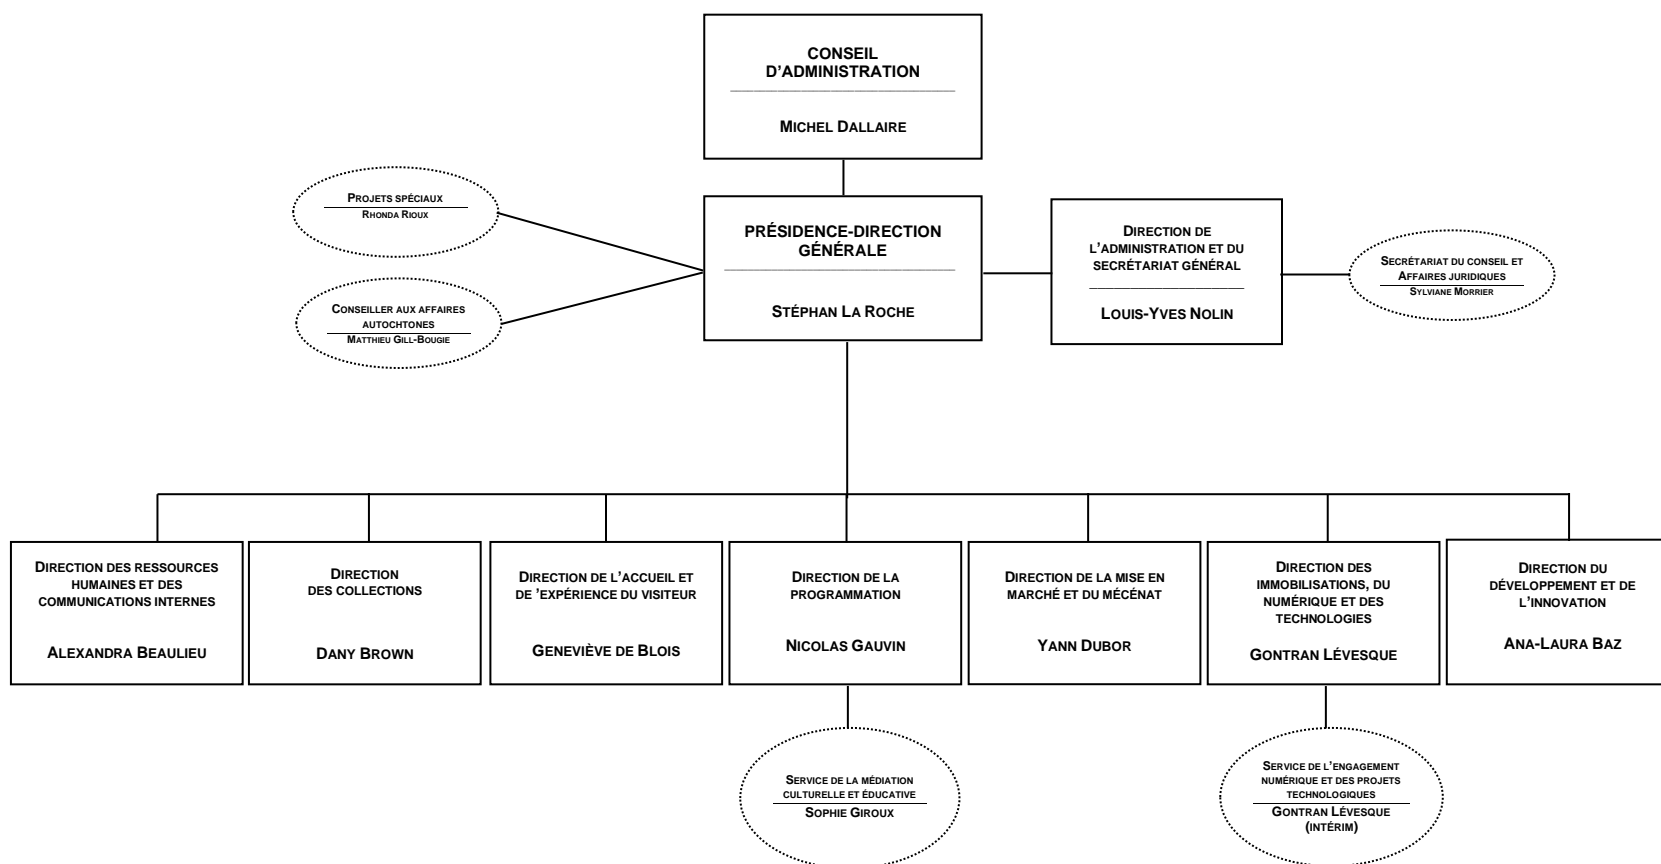 CONSEIL
D'ADMINISTRATION
MICHEL DALLAIRE
PROJETS SPÉCIAUX
RHONDA RIOUX
CONSEILLER AUX AFFAIRES
AUTOCHTONES
MATTHIEU GILL-BOUGIE
PRÉSIDENCE-DIRECTION
GÉNÉRALE
STÉPHAN LA ROCHE
DIRECTION DE
L'ADMINISTRATION ET DU
SECRÉTARIAT GÉNÉRAL
LOUIS-YVES NOLIN
SECRÉTARIAT DU CONSEIL ET
AFFAIRES JURIDIQUES
SYLVIANE MORRIER
DIRECTION DES RESSOURCES
HUMAINES ET DES
COMMUNICATIONS INTERNES
ALEXANDRA BEAULIEU
DIRECTION
DES COLLECTIONS
DANY BROWN
DIRECTION DE L'ACCUEIL ET
DE 'EXPÉRIENCE DU VISITEUR
GENEVIÈVE DE BLOIS
DIRECTION DE LA
PROGRAMMATION
NICOLAS GAUVIN
DIRECTION DE LA MISE EN
MARCHÉ ET DU MÉCÉNAT
YANN DUBOR
DIRECTION DES
IMMOBILISATIONS, DU
NUMÉRIQUE ET DES
TECHNOLOGIES
GONTRAN LÉVESQUE
DIRECTION DU
DÉVELOPPEMENT ET DE
L'INNOVATION
ANA-LAURA BAZ
SERVICE DE LA MÉDIATION
CULTURELLE ET ÉDUCATIVE
SOPHIE GIROUX
SERVICE DE L'ENGAGEMENT
NUMÉRIQUE ET DES PROJETS
TECHNOLOGIQUES
GONTRAN LÉVESQUE
(INTÉRIM)